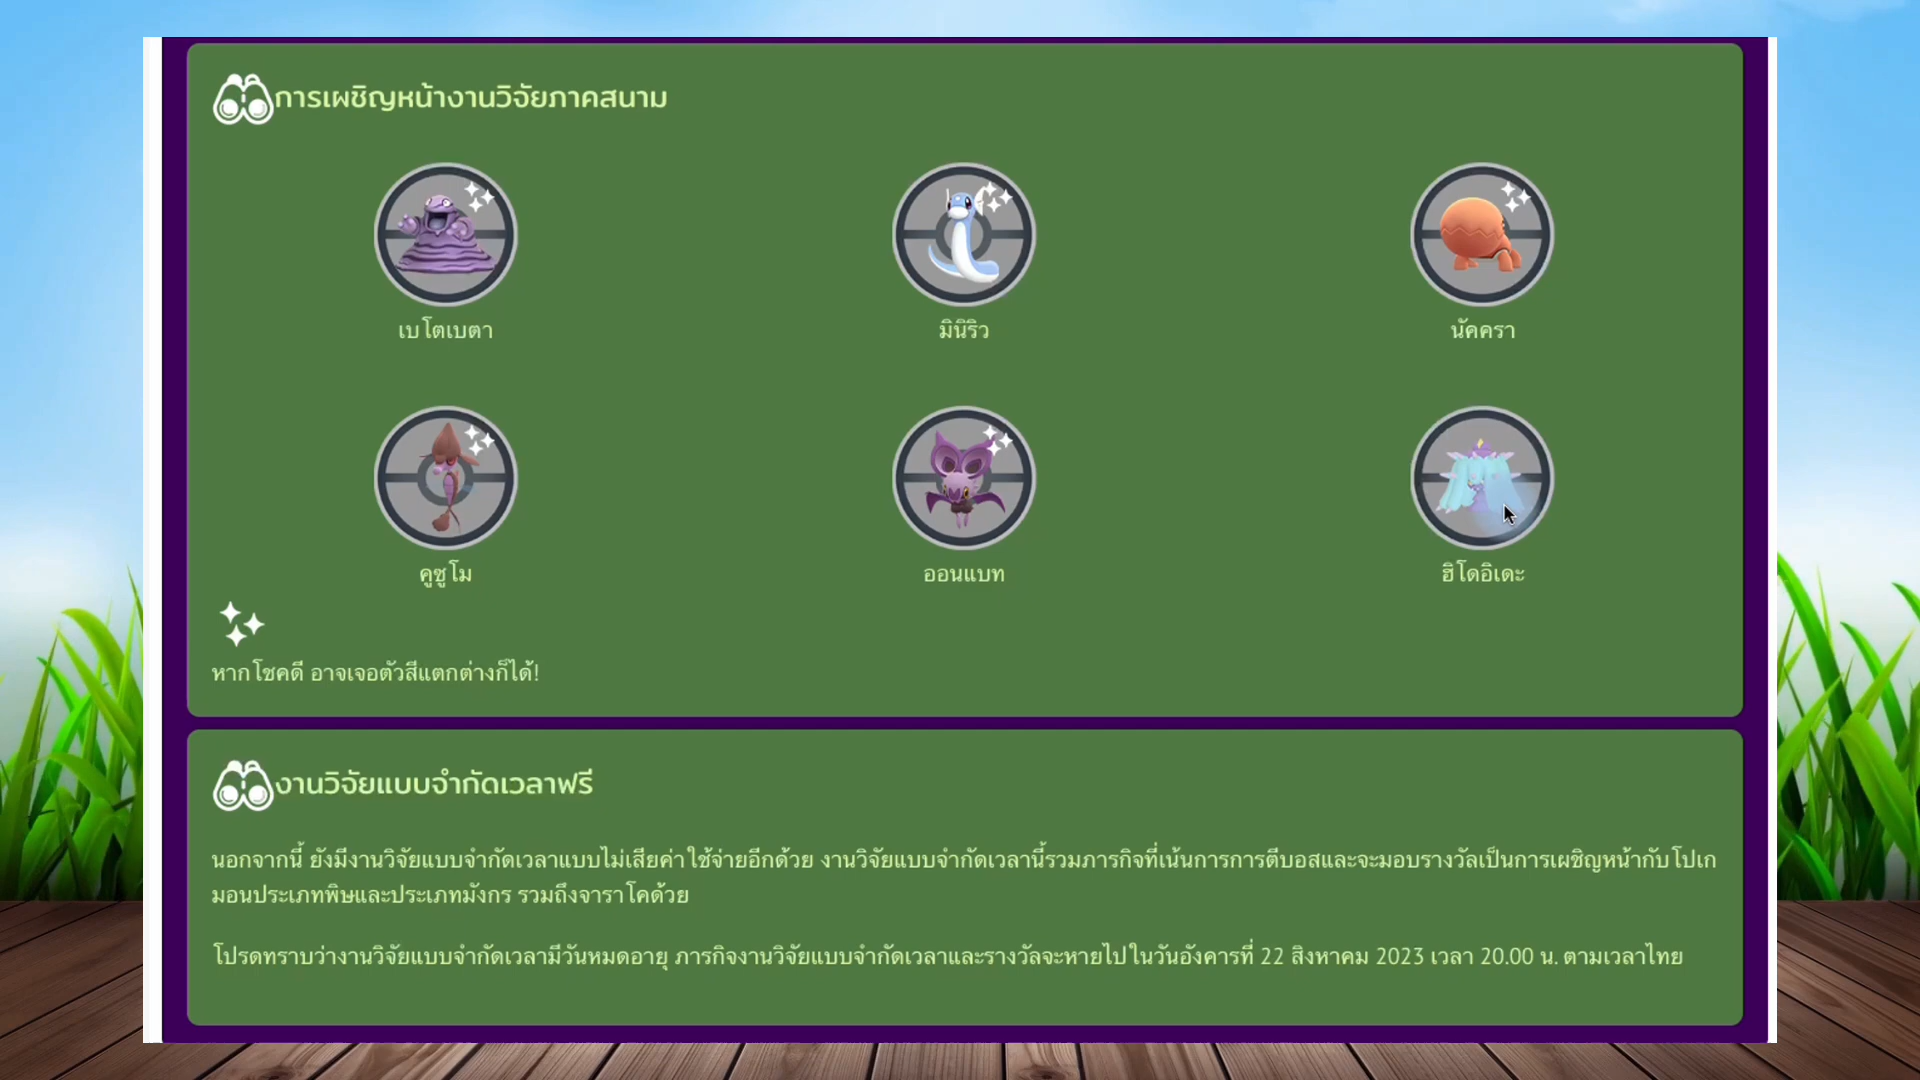 การเผชิญหน้างานวิจัยภาคสนาม
เบโตเบตา
มินิริว
นัคครา
คูซูโม
ออนแบท
ฮิโดอิเดะ
หากโชคดี อาจเจอตัวสีแตกต่างก็ได้!
งานวิจัยแบบจำกัดเวลาฟรี
นอกจากนี้ ยังมีงานวิจัยแบบจำกัดเวลาแบบไม่เสียค่าใช้จ่ายอีกด้วย งานวิจัยแบบจำกัดเวลานี้รวมภารกิจที่เน้นการการตีบอสและจะมอบรางวัลเป็นการเผชิญหน้ากับโปเก
มอนประเภทพิษและประเภทมังกร รวมถึงจาราโคด้วย
โปรดทราบว่างานวิจัยแบบจำกัดเวลามีวันหมดอายุ ภารกิจงานวิจัยแบบจำกัดเวลาและรางวัลจะหายไปในวันอังคารที่ 22 สิงหาคม 2023 เวลา 20.00 น. ตามเวลาไทย